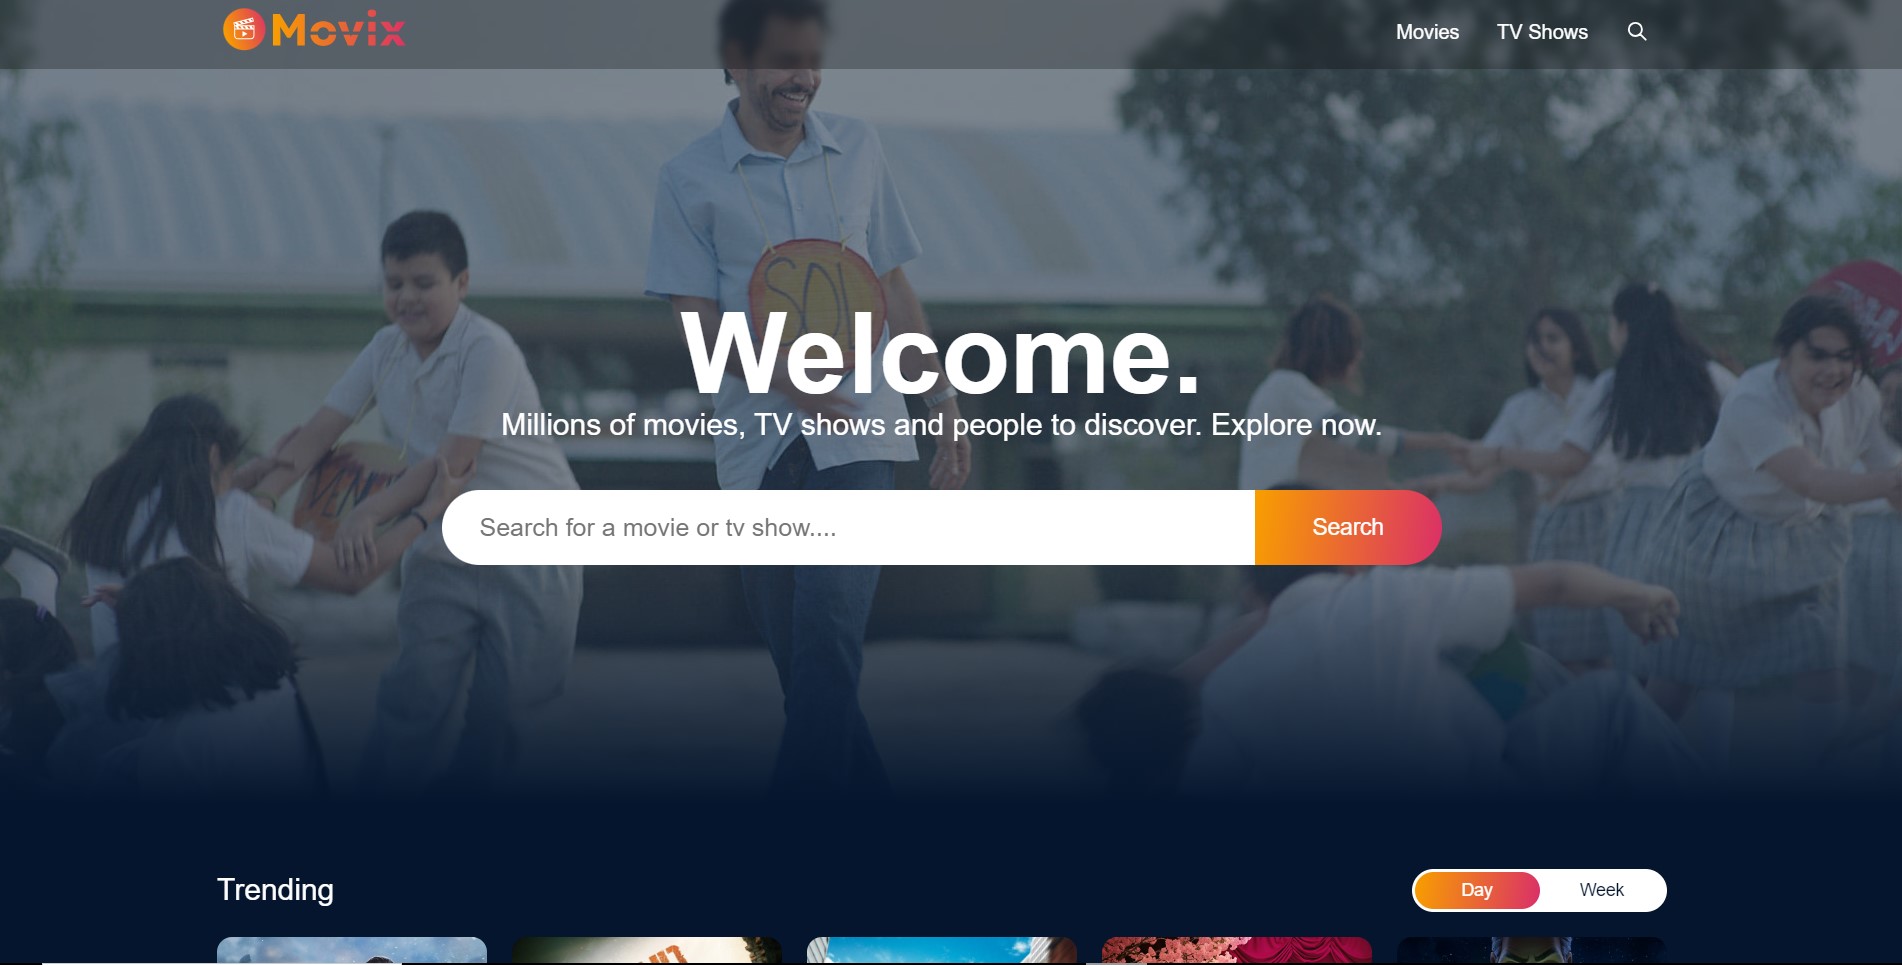 Movix
Movies
TV Shows
SOL
Welcome.
Millions of movies, TV shows and people to discover. Explore now.
Search for a movie or tv show....
Search
Trending
Day
Week